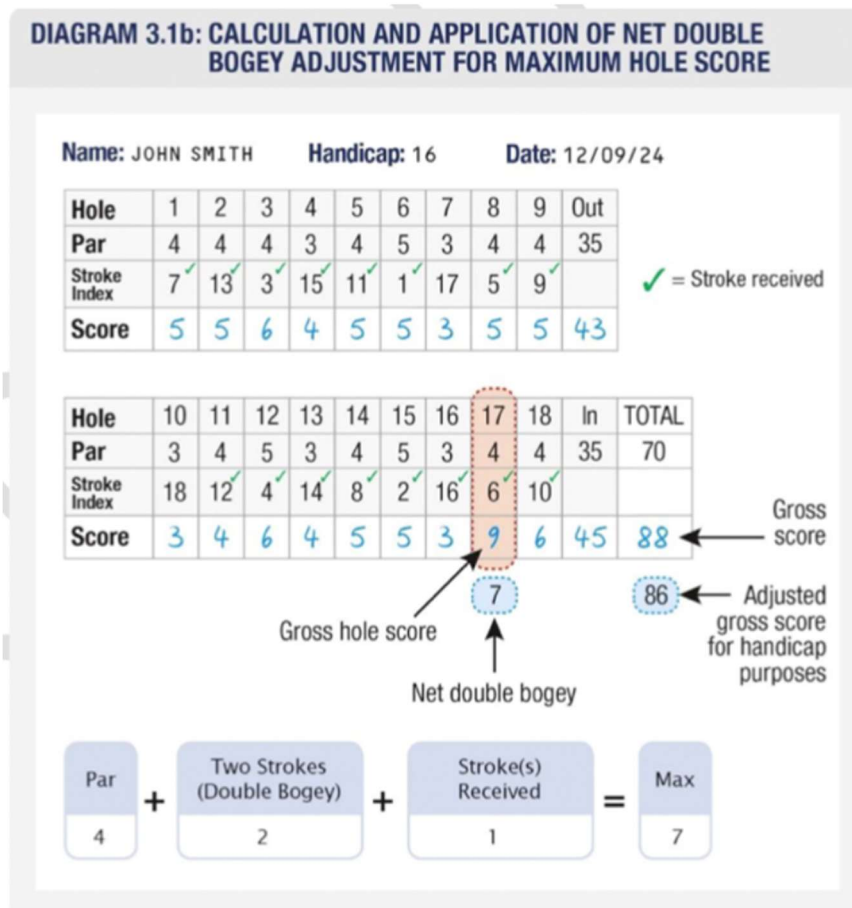 DIAGRAM 3.1b: CALCULATION AND APPLICATION OF NET DOUBLE
BOGEY ADJUSTMENT FOR MAXIMUM HOLE SCORE
Name: JOHN SMITH Handicap: 16 Date: 12/09/24
Hole 1 2 3 4 5 6 7 8 9 Out
Par 4 4 4 3 4 5 3 4 4 35
Stroke
Index 7✓ 13✓ 3✓ 15✓ 11✓ 1✓ 17 5✓ 9✓
✓ = Stroke received
Score 5 5 6 4 5 5 3 5 5 43
Hole 10 11 12 13 14 15 16 17 18 In TOTAL
Par 3 4 5 3 4 5 3 4 4 35 70
Stroke
Index 18 12✓ 4✓ 14✓ 8✓ 2✓ 16✓ 6✓ 10✓
Score 3 4 6 4 5 5 3 9 6 45 88
Gross
score
7
86
Adjusted
gross score
for handicap
purposes
Gross hole score
Net double bogey
Par + Two Strokes
(Double Bogey) + Stroke(s)
Received = Max
4 2 1 7